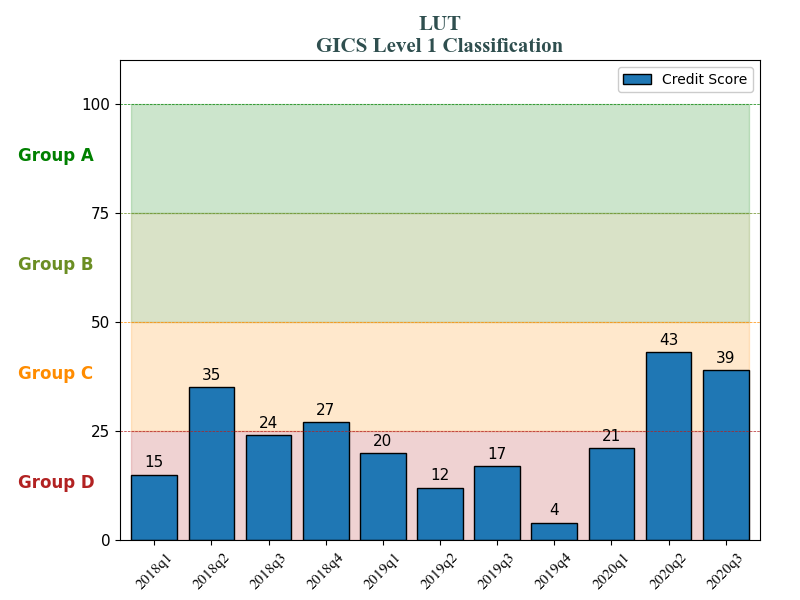 LUT
GICS Level 1 Classification
Credit Score
100
Group A
75
Group B
50
43
39
Group C
35
27
25
24
21
20
17
15
12
Group D
4
0
2018q1
2018q2
2018q3
2018q4
2019q1
2019q2
2019q3
2019q4
2020q1
2020q2
2020q3